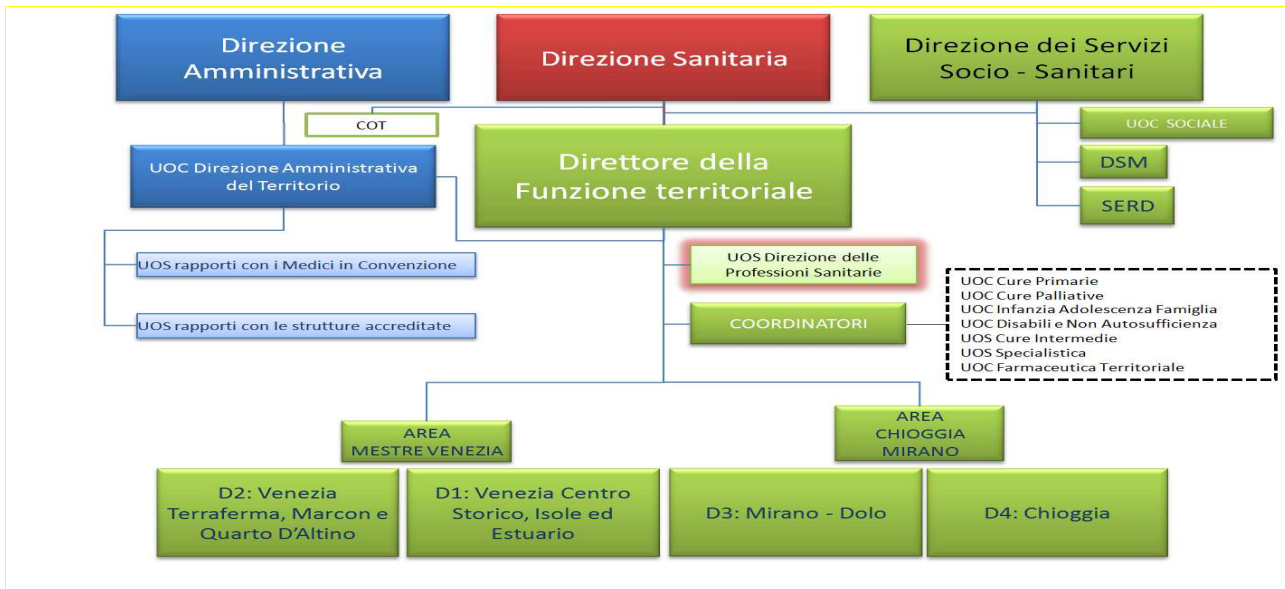 Direzione
Amministrativa
Direzione Sanitaria
Direzione dei Servizi
Socio - Sanitari
COT
UOC SOCIALE
UOC Direzione Amministrativa
del Territorio
Direttore della
Funzione territoriale
DSM
SERD
UOS rapporti con i Medici in Convenzione
UOS Direzione delle
Professioni Sanitarie
UOS rapporti con le strutture accreditate
COORDINATORI
UOC Cure Primarie
UOC Cure Palliative
UOC Infanzia Adolescenza Famiglia
UOC Disabili e Non Autosufficienza
UOS Cure Intermedie
UOS Specialistica
UOC Farmaceutica Territoriale
AREA
MESTRE VENEZIA
AREA
CHIOGGIA
MIRANO
D2: Venezia
Terraferma, Marcon e
Quarto D’Altino
D1: Venezia Centro
Storico, Isole ed
Estuario
D3: Mirano - Dolo
D4: Chioggia